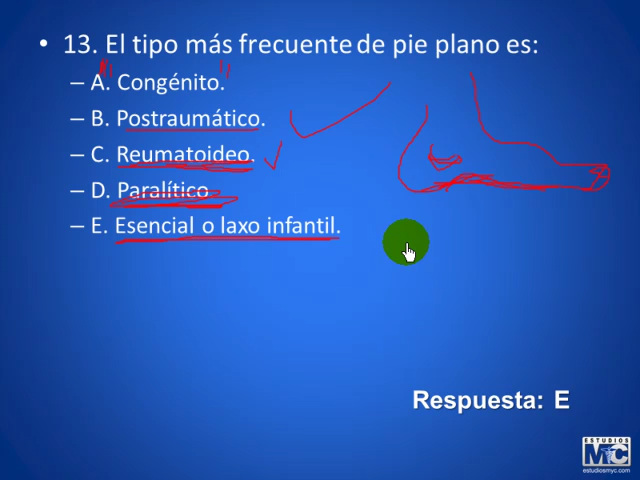 • 13. El tipo más frecuente de pie plano es:
– A. Congénito.
– B. Postraumático.
– C. Reumatoideo.
– D. Paralítico
– E. Esencial o laxo infantil.
Respuesta: E
ESTUDIOS
MyC
estudiosmyc.com